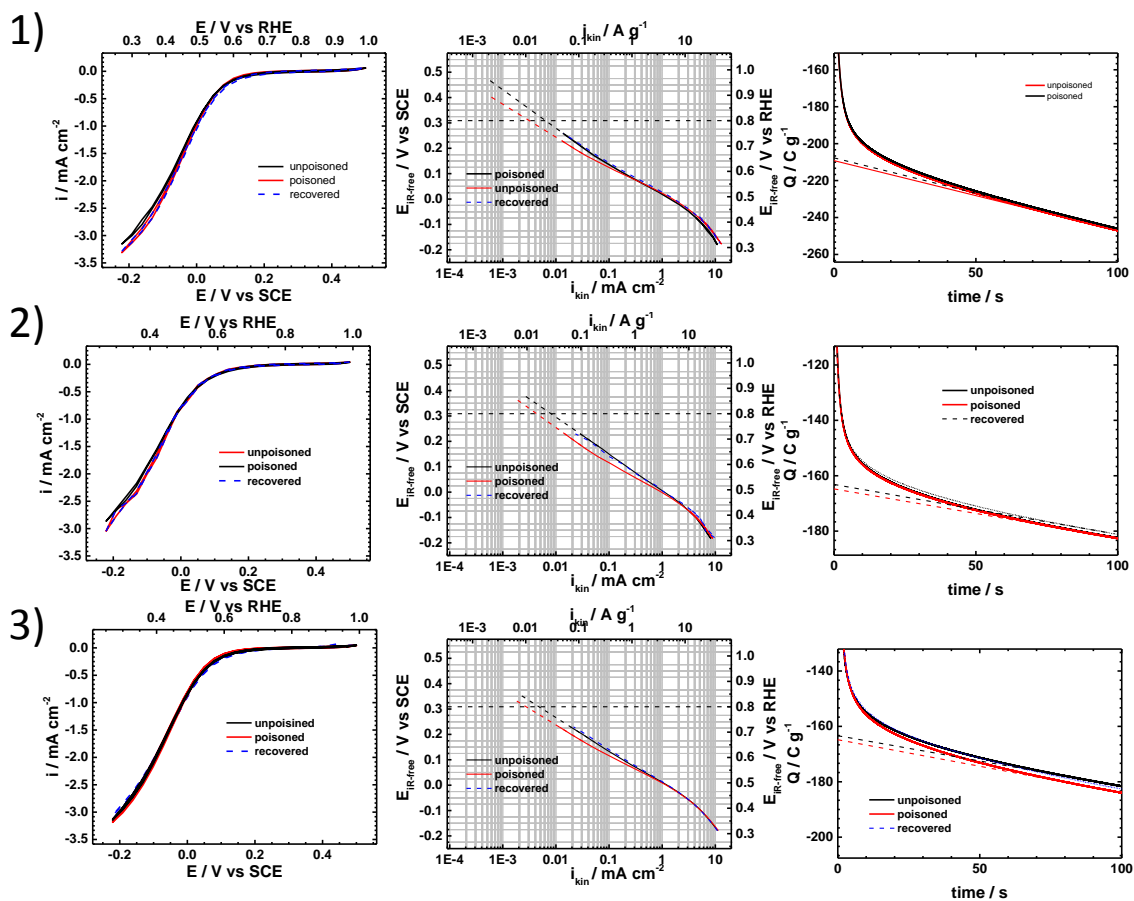 1)
E / V vs RHE
0.3 0.4 0.5 0.6 0.7 0.8 0.9 1.0
0.0
-0.5
-1.0
-1.5
-2.0
-2.5
-3.0
-3.5
i / mA cm-2
unpoisoned
poisoned
recovered
-0.2 0.0 0.2 0.4
E / V vs SCE
i_kin / A g-1
1E-3 0.01 0.1 1 10
0.5
0.4
0.3
0.2
0.1
0.0
-0.1
-0.2
E_iR-free / V vs SCE
poisoned
unpoisoned
recovered
1.0
0.9
0.8
0.7
0.6
0.5
0.4
0.3
E_iR-free / V vs RHE
1E-4 1E-3 0.01 0.1 1 10
i_kin / mA cm-2
-160
-180
-200
-220
-240
-260
Q / C g-1
unpoisoned
poisoned
0 50 100
time / s
2)
E / V vs RHE
0.4 0.6 0.8 1.0
0.0
-0.5
-1.0
-1.5
-2.0
-2.5
-3.0
-3.5
i / mA cm-2
unpoisoned
poisoned
recovered
-0.2 0.0 0.2 0.4
E / V vs SCE
i_kin / A g-1
1E-3 0.01 0.1 1 10
0.5
0.4
0.3
0.2
0.1
0.0
-0.1
-0.2
E_iR-free / V vs SCE
unpoisoned
poisoned
recovered
1.0
0.9
0.8
0.7
0.6
0.5
0.4
0.3
E_iR-free / V vs RHE
1E-4 1E-3 0.01 0.1 1 10
i_kin / mA cm-2
-120
-140
-160
-180
Q / C g-1
unpoisoned
poisoned
recovered
0 50 100
time / s
3)
E / V vs RHE
0.4 0.6 0.8 1.0
0.0
-0.5
-1.0
-1.5
-2.0
-2.5
-3.0
-3.5
i / mA cm-2
unpoisined
poisoned
recovered
-0.2 0.0 0.2 0.4
E / V vs SCE
i_kin / A g-1
1E-3 0.01 0.1 1 10
0.5
0.4
0.3
0.2
0.1
0.0
-0.1
-0.2
E_iR-free / V vs SCE
unpoisoned
poisoned
recovered
1.0
0.9
0.8
0.7
0.6
0.5
0.4
0.3
E_iR-free / V vs RHE
1E-4 1E-3 0.01 0.1 1 10
i_kin / mA cm-2
-140
-160
-180
-200
Q / C g-1
unpoisoned
poisoned
recovered
0 50 100
time / s